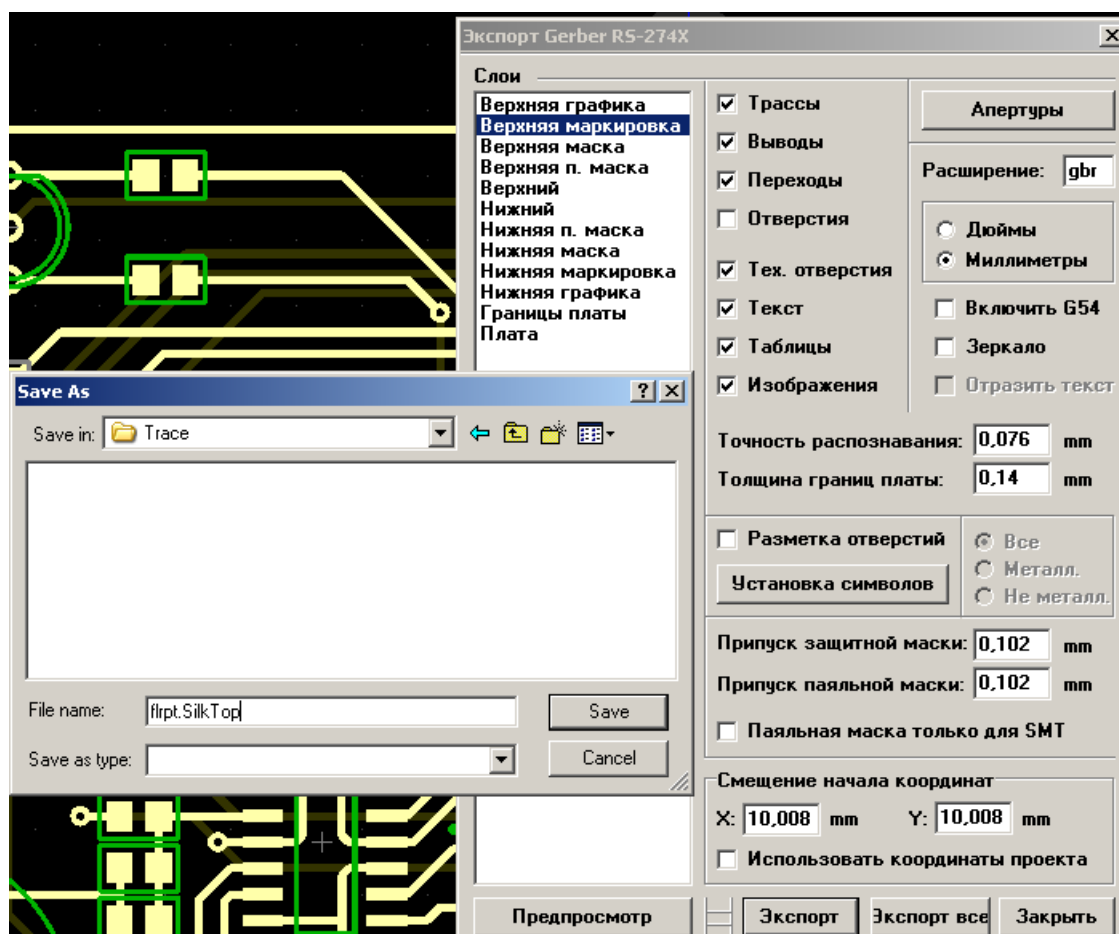 Экспорт Gerber RS-274X
Слои
Верхняя графика
Верхняя маркировка
Верхняя маска
Верхняя п. маска
Верхний
Нижний
Нижняя п. маска
Нижняя маска
Нижняя маркировка
Нижняя графика
Границы платы
Плата
Трассы
Выводы
Переходы
Отверстия
Тех. отверстия
Текст
Таблицы
Изображения
Апертуры
Расширение: gbr
Дюймы
Миллиметры
Включить G54
Зеркало
Отразить текст
Точность распознавания: 0,076 mm
Толщина границ платы: 0,14 mm
Разметка отверстий
Установка символов
Все
Металл.
Не металл.
Припуск защитной маски: 0,102 mm
Припуск паяльной маски: 0,102 mm
Паяльная маска только для SMT
Смещение начала координат
X: 10,008 mm Y: 10,008 mm
Использовать координаты проекта
Предпросмотр
Экспорт
Экспорт все
Закрыть
Save As
Save in: Trace
File name: flrpt.SilkTop
Save
Save as type:
Cancel